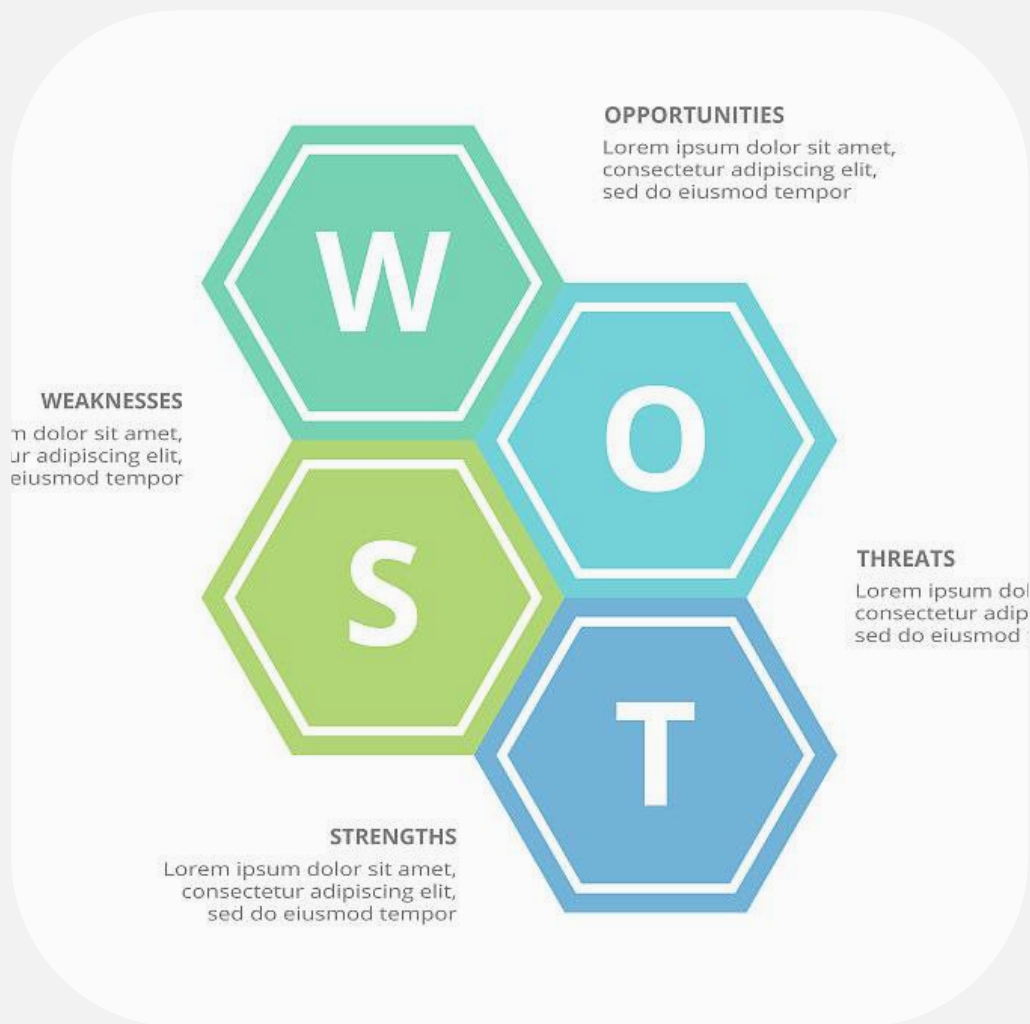 OPPORTUNITIES
Lorem ipsum dolor sit amet,
consectetur adipiscing elit,
sed do eiusmod tempor
W
O
WEAKNESSES
dolor sit amet,
adipiscing elit,
eiusmod tempor
S
THREATS
Lorem ipsum
consectetur
sed do eiusmod
T
STRENGTHS
Lorem ipsum dolor sit amet,
consectetur adipiscing elit,
sed do eiusmod tempor